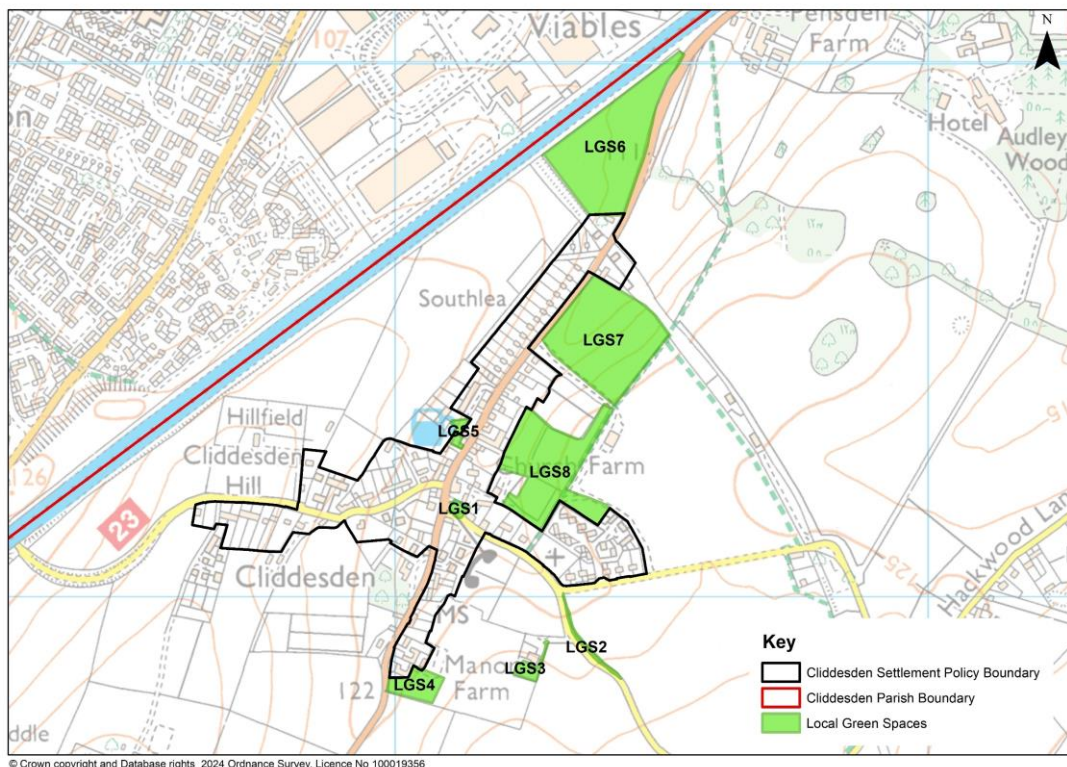 Viables
107
Farm
N
Hotel
Audley
Wood
LGS6
Southlea
LGS7
Hillfield
LGS5
Cliddesden
Hill
LGS8
Farm
126
23
LGS1
Cliddesden
Hackwood Lan
125
MS
LGS2
Key
LGS3
Manor
Farm
122
LGS4
Cliddesden Settlement Policy Boundary
Cliddesden Parish Boundary
Local Green Spaces
ddle
© Crown copyright and Database rights 2024 Ordnance Survey. Licence No 100019356